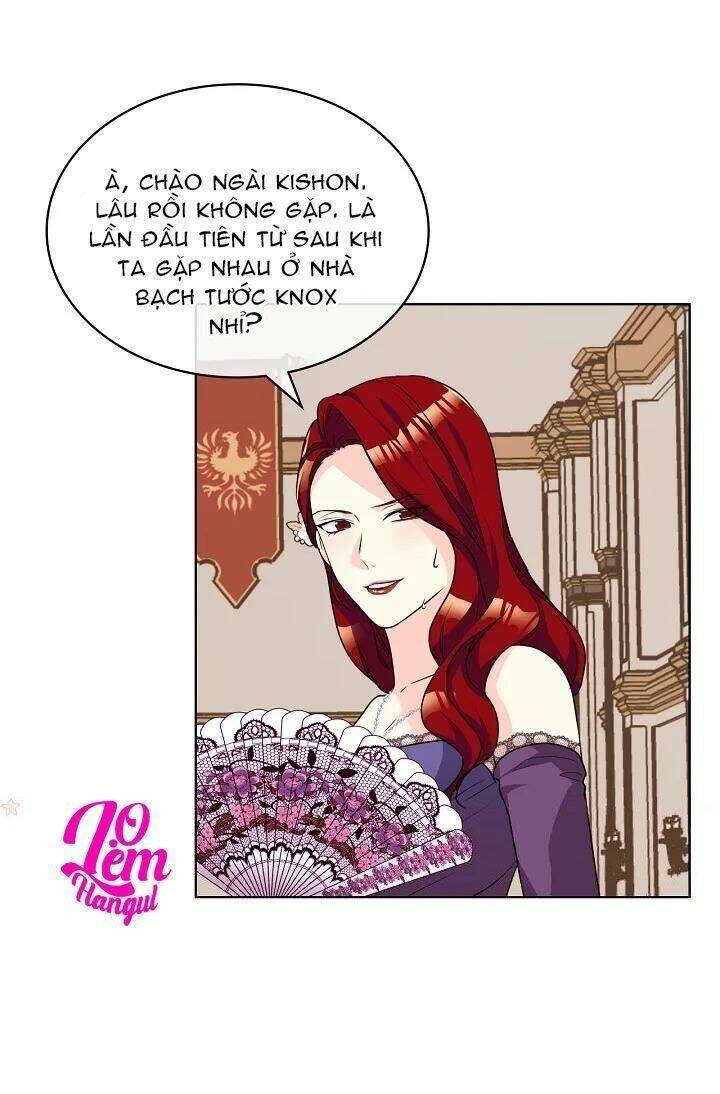 À, CHÀO NGÀI KISHON.
LÂU RỒI KHÔNG GẶP. LÀ
LẦN ĐẦU TIÊN TỪ SAU KHI
TA GẶP NHAU Ở NHÀ
BẠCH TƯỚC KNOX
NHỈ?
LỌ
LEM
Hangul